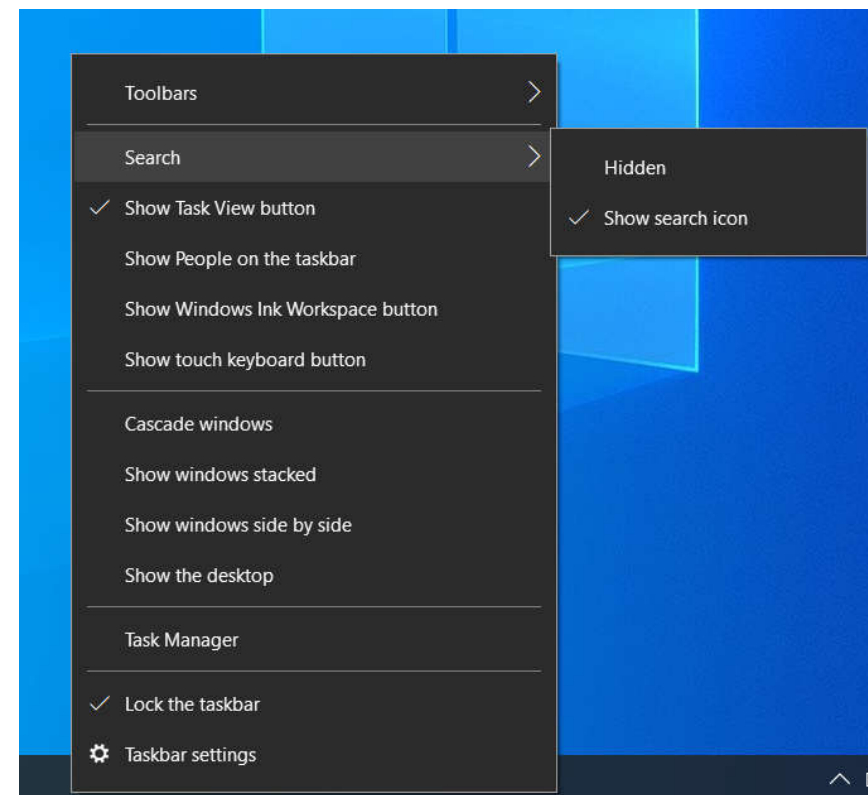 Toolbars
Search
Hidden
Show search icon
Show Task View button
Show People on the taskbar
Show Windows Ink Workspace button
Show touch keyboard button
Cascade windows
Show windows stacked
Show windows side by side
Show the desktop
Task Manager
Lock the taskbar
Taskbar settings